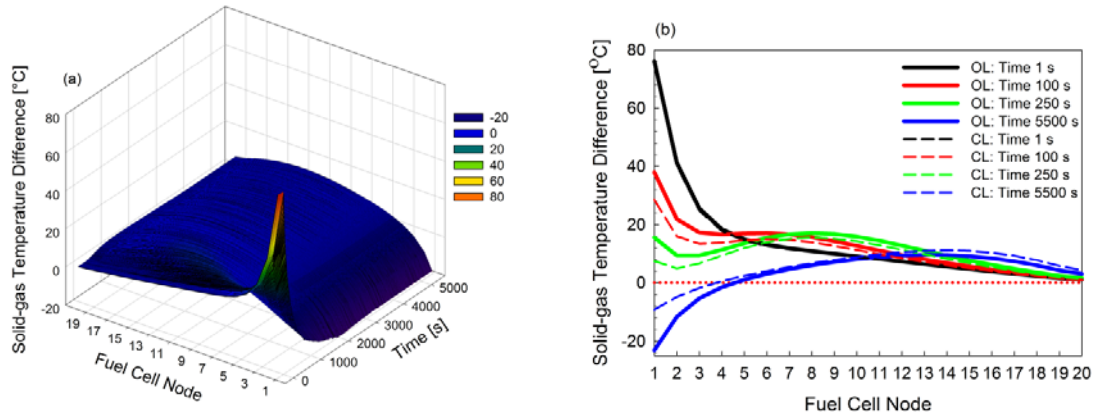 (a)
Solid-gas Temperature Difference [°C]
80
60
40
20
0
-20
19
17
15
13
11
9
7
5
3
1
Fuel Cell Node
0
1000
2000
3000
4000
5000
Time [s]
-20
0
20
40
60
80
(b)
Solid-gas Temperature Difference [°C]
80
60
40
20
0
-20
OL: Time 1 s
OL: Time 100 s
OL: Time 250 s
OL: Time 5500 s
CL: Time 1 s
CL: Time 100 s
CL: Time 250 s
CL: Time 5500 s
1 2 3 4 5 6 7 8 9 10 11 12 13 14 15 16 17 18 19 20
Fuel Cell Node